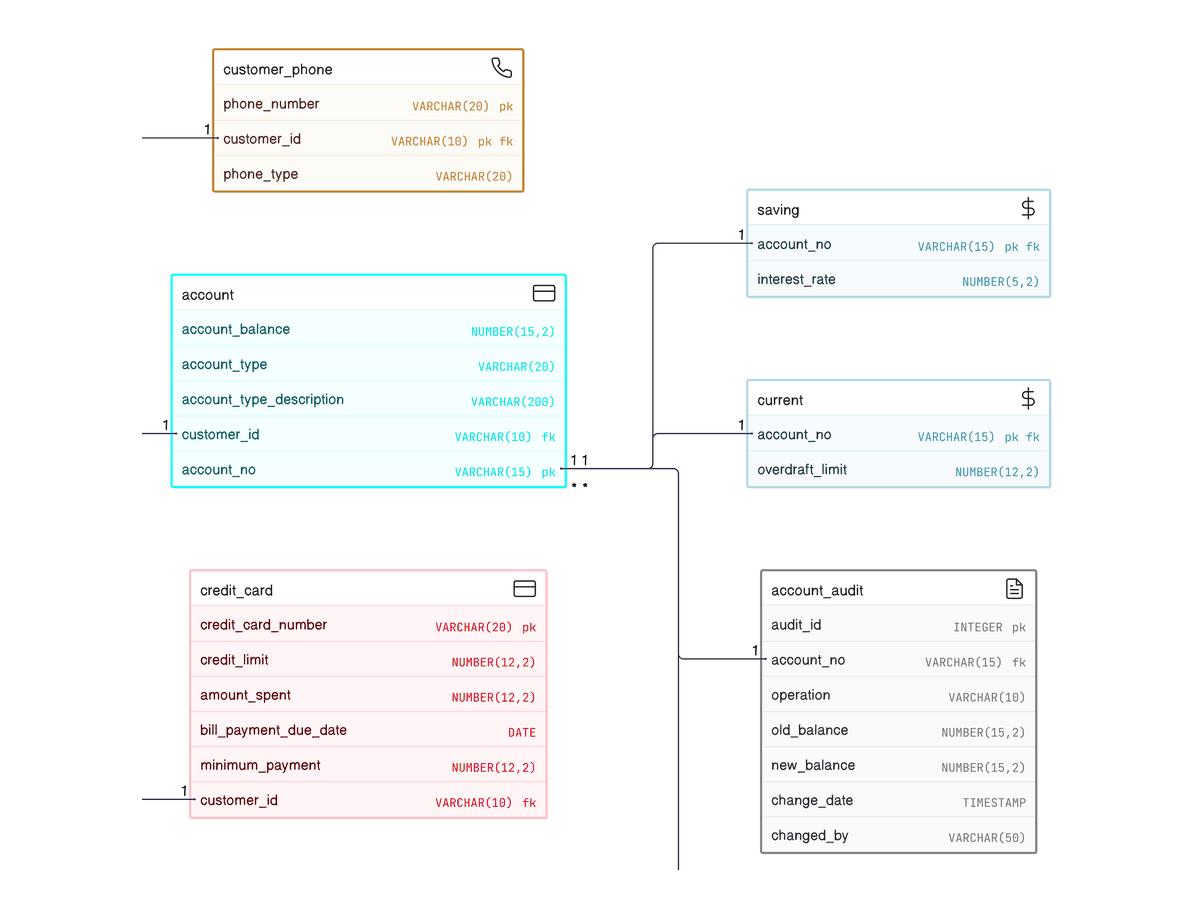 customer_phone
phone_number VARCHAR(20) pk
1
customer_id VARCHAR(10) pk fk
phone_type VARCHAR(20)
saving
1
account_no VARCHAR(15) pk fk
interest_rate NUMBER(5,2)
account
account_balance NUMBER(15,2)
account_type VARCHAR(20)
account_type_description VARCHAR(200)
1
customer_id VARCHAR(10) fk
account_no VARCHAR(15) pk
1 1
* *
current
1
account_no VARCHAR(15) pk fk
overdraft_limit NUMBER(12,2)
credit_card
credit_card_number VARCHAR(20) pk
credit_limit NUMBER(12,2)
amount_spent NUMBER(12,2)
bill_payment_due_date DATE
minimum_payment NUMBER(12,2)
1
customer_id VARCHAR(10) fk
account_audit
audit_id INTEGER pk
1
account_no VARCHAR(15) fk
operation VARCHAR(10)
old_balance NUMBER(15,2)
new_balance NUMBER(15,2)
change_date TIMESTAMP
changed_by VARCHAR(50)